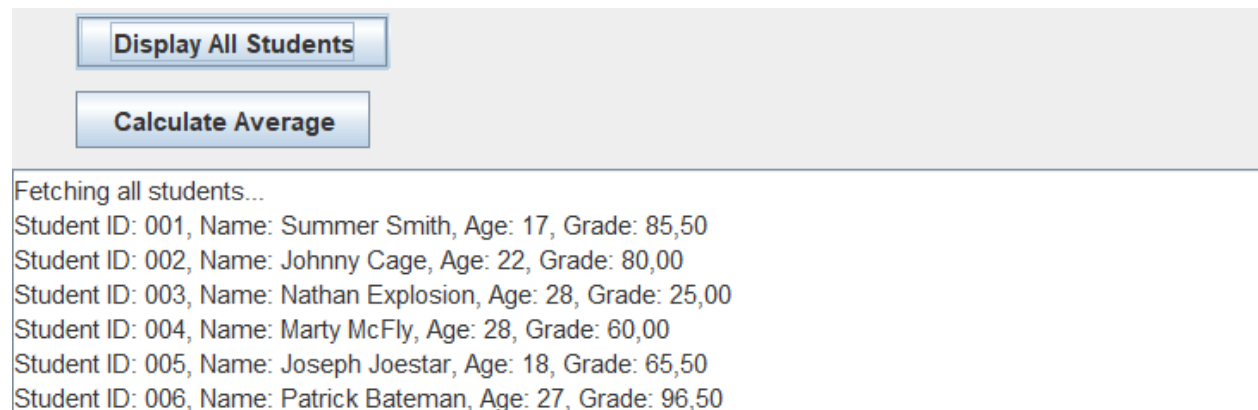 Display All Students
Calculate Average
Fetching all students...
Student ID: 001, Name: Summer Smith, Age: 17, Grade: 85,50
Student ID: 002, Name: Johnny Cage, Age: 22, Grade: 80,00
Student ID: 003, Name: Nathan Explosion, Age: 28, Grade: 25,00
Student ID: 004, Name: Marty McFly, Age: 28, Grade: 60,00
Student ID: 005, Name: Joseph Joestar, Age: 18, Grade: 65,50
Student ID: 006, Name: Patrick Bateman, Age: 27, Grade: 96,50